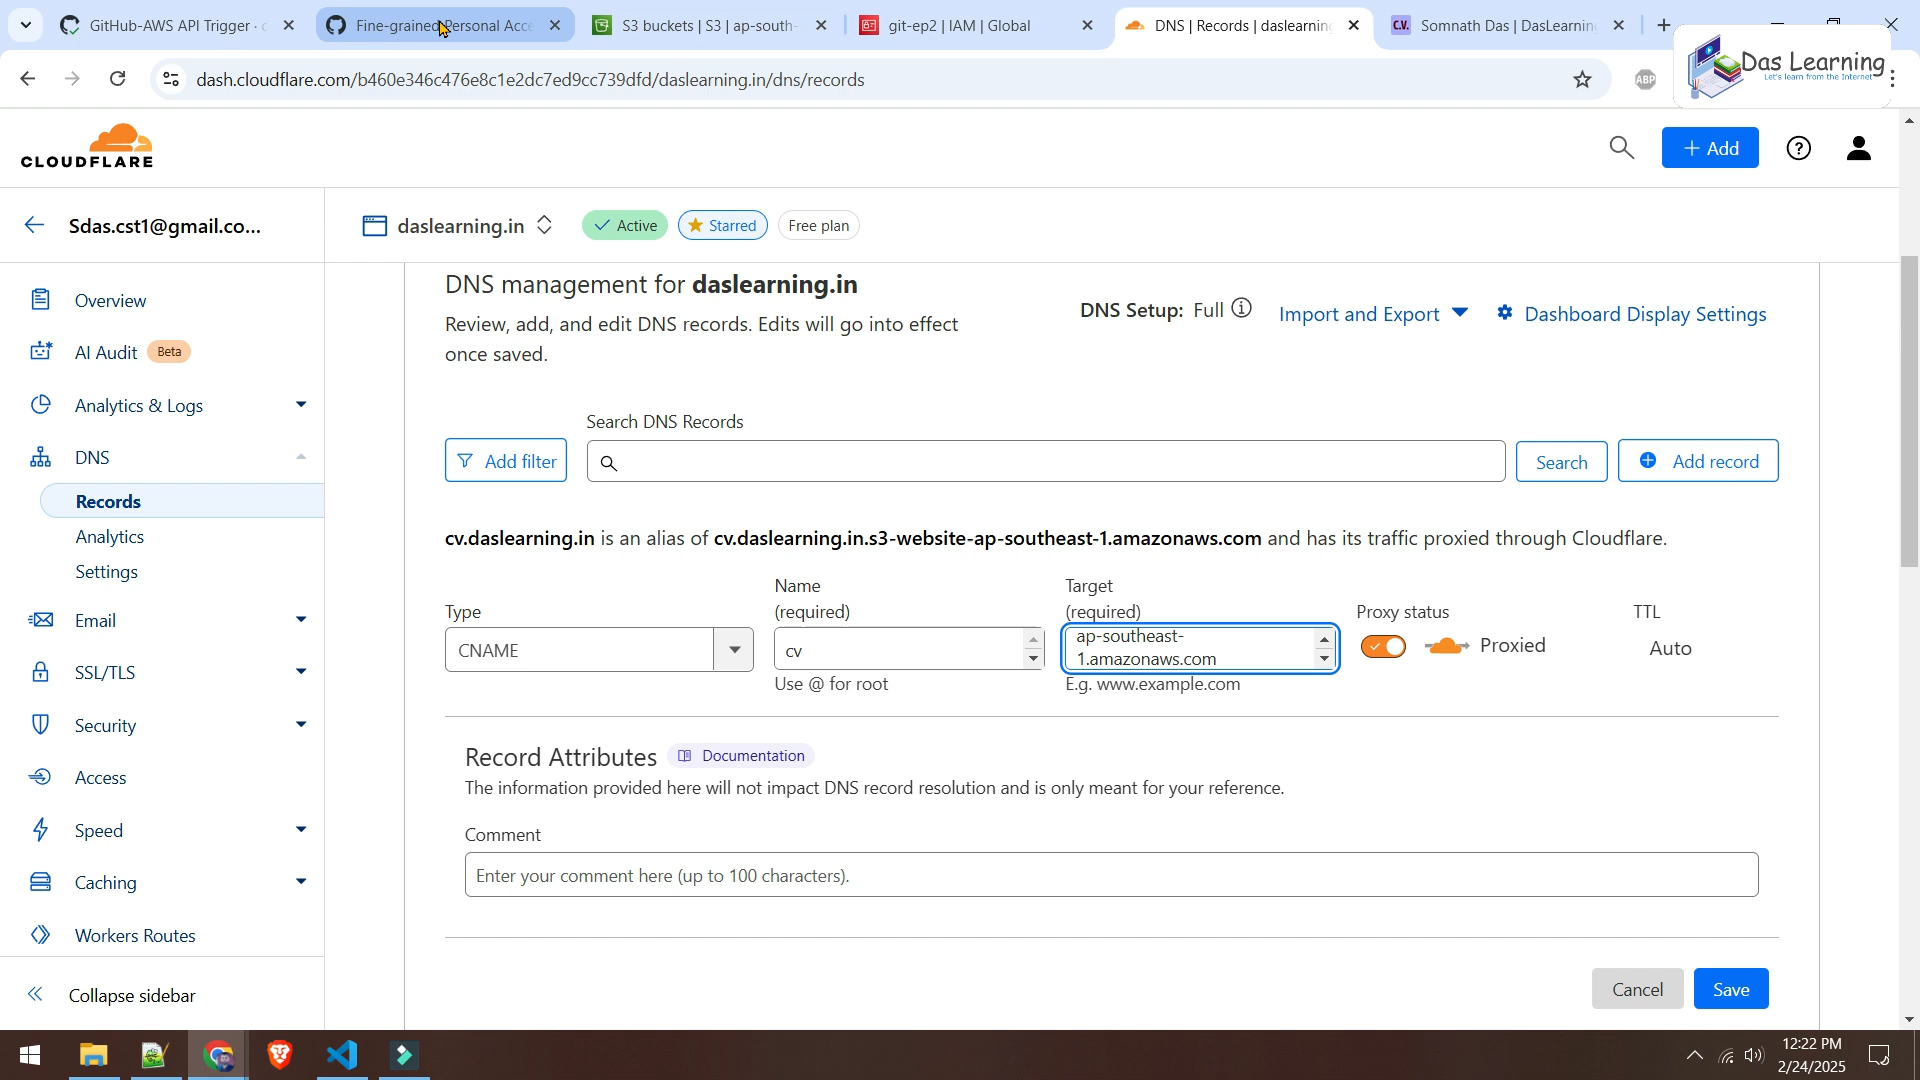 GitHub-AWS API Trigger
Fine-grained Personal Acce
S3 buckets | S3 | ap-south-
git-ep2 | IAM | Global
DNS | Records | daslearning
C.V. Somnath Das | DasLearnin
dash.cloudflare.com/b460e346c476e8c1e2dc7ed9cc739dfd/daslearning.in/dns/records
ABP
Das Learning
Let's learn from the Internet
CLOUDFLARE
+ Add
Sdas.cst1@gmail.co...
daslearning.in
Active
Starred
Free plan
Overview
AI Audit Beta
Analytics & Logs
DNS
Records
Analytics
Settings
Email
SSL/TLS
Security
Access
Speed
Caching
Workers Routes
Collapse sidebar
DNS management for daslearning.in
Review, add, and edit DNS records. Edits will go into effect
once saved.
DNS Setup: Full
Import and Export
Dashboard Display Settings
Search DNS Records
Add filter
Search
Add record
cv.daslearning.in is an alias of cv.daslearning.in.s3-website-ap-southeast-1.amazonaws.com and has its traffic proxied through Cloudflare.
Type
CNAME
Name
(required)
cv
Use @ for root
Target
(required)
ap-southeast-
1.amazonaws.com
E.g. www.example.com
Proxy status
Proxied
TTL
Auto
Record Attributes
Documentation
The information provided here will not impact DNS record resolution and is only meant for your reference.
Comment
Enter your comment here (up to 100 characters).
Cancel
Save
12:22 PM
2/24/2025